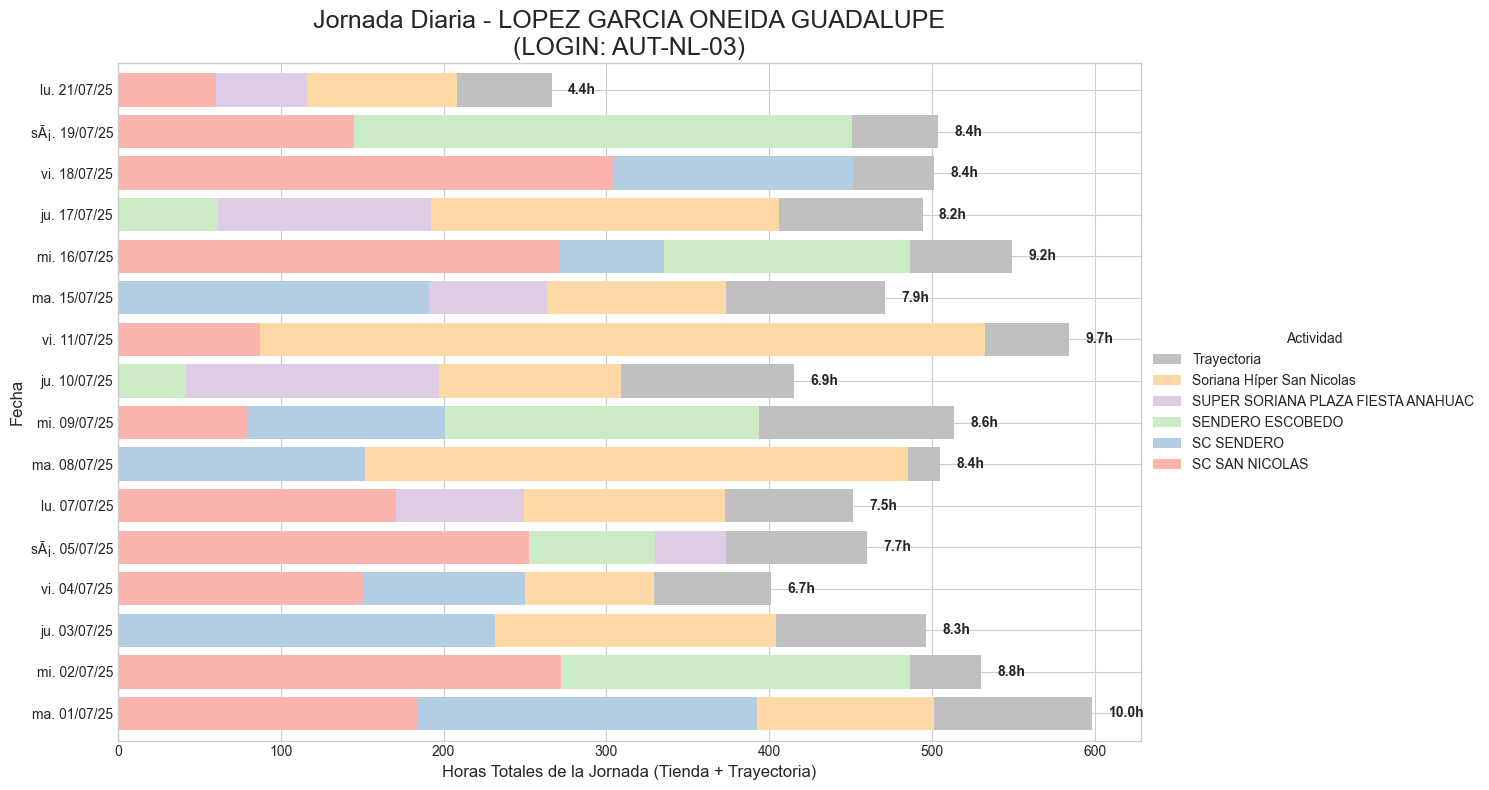 Jornada Diaria - LOPEZ GARCIA ONEIDA GUADALUPE
(LOGIN: AUT-NL-03)
Fecha
lu. 21/07/25
4.4h
sÃ¡. 19/07/25
8.4h
vi. 18/07/25
8.4h
ju. 17/07/25
8.2h
mi. 16/07/25
9.2h
ma. 15/07/25
7.9h
vi. 11/07/25
9.7h
ju. 10/07/25
6.9h
mi. 09/07/25
8.6h
ma. 08/07/25
8.4h
lu. 07/07/25
7.5h
sÃ¡. 05/07/25
7.7h
vi. 04/07/25
6.7h
ju. 03/07/25
8.3h
mi. 02/07/25
8.8h
ma. 01/07/25
10.0h
0 100 200 300 400 500 600
Horas Totales de la Jornada (Tienda + Trayectoria)
Actividad
Trayectoria
Soriana Híper San Nicolas
SUPER SORIANA PLAZA FIESTA ANAHUAC
SENDERO ESCOBEDO
SC SENDERO
SC SAN NICOLAS